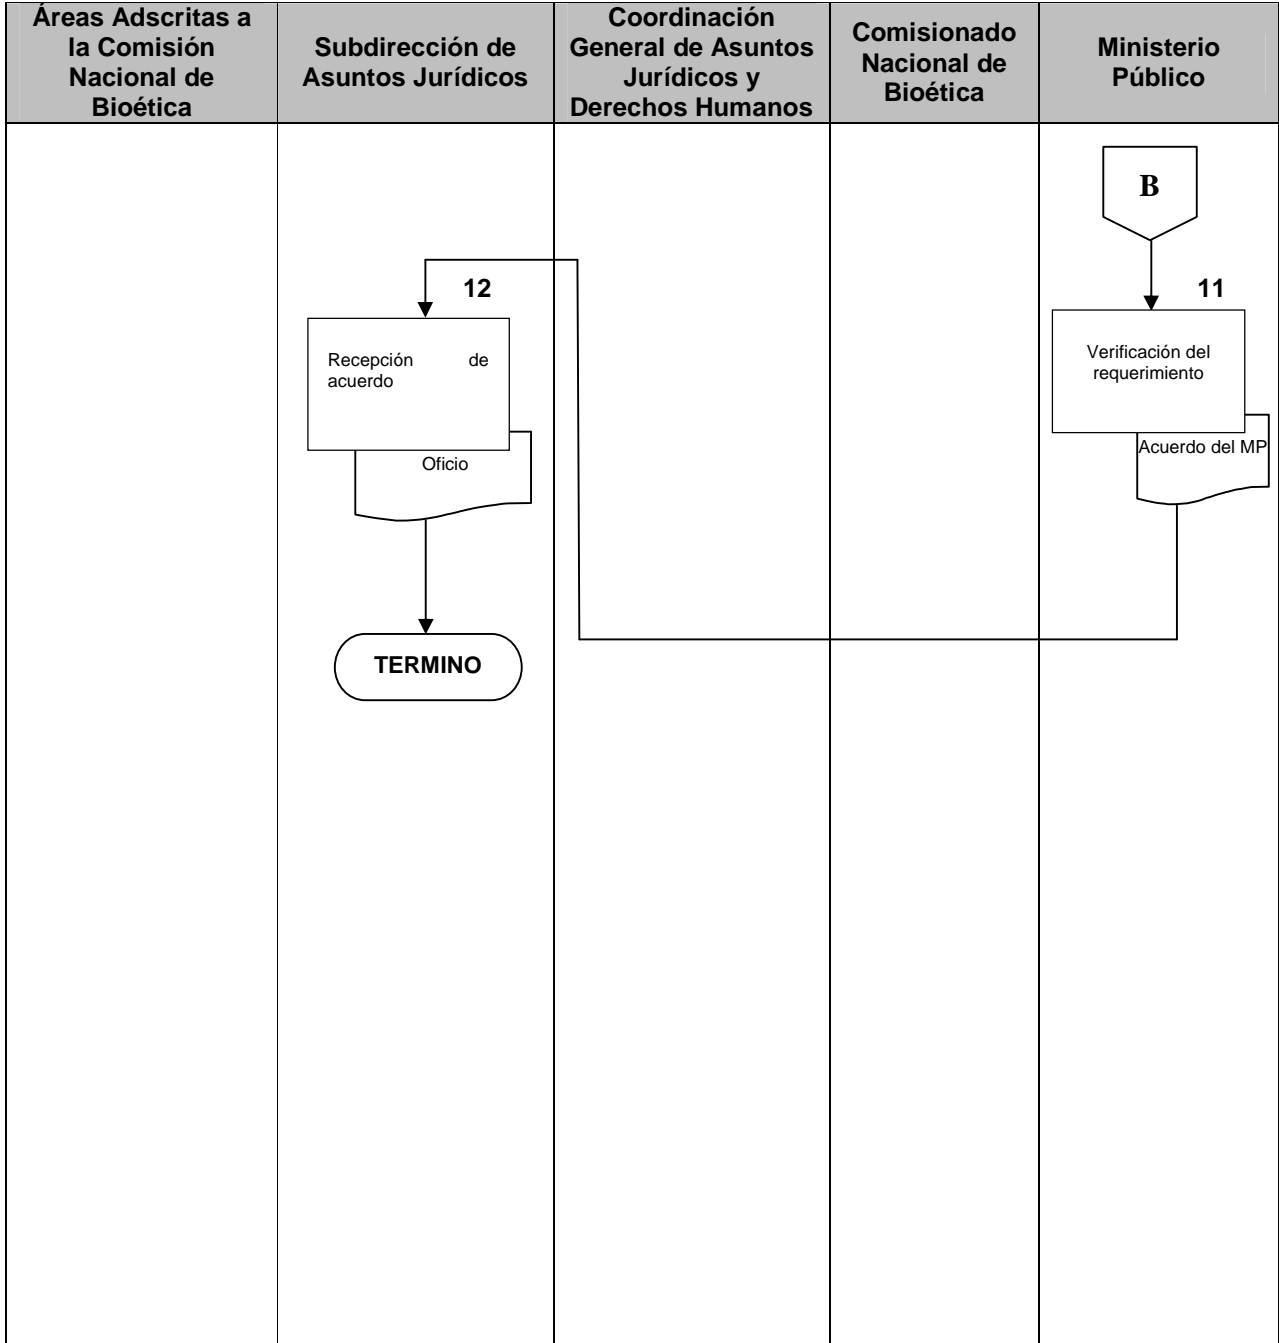 Áreas Adscritas a
la Comisión
Nacional de
Bioética
Subdirección de
Asuntos Jurídicos
Coordinación
General de Asuntos
Jurídicos y
Derechos Humanos
Comisionado
Nacional de
Bioética
Ministerio
Público
B
11
Verificación del
requerimiento
Acuerdo del MP
12
Recepción de
acuerdo
Oficio
TERMINO